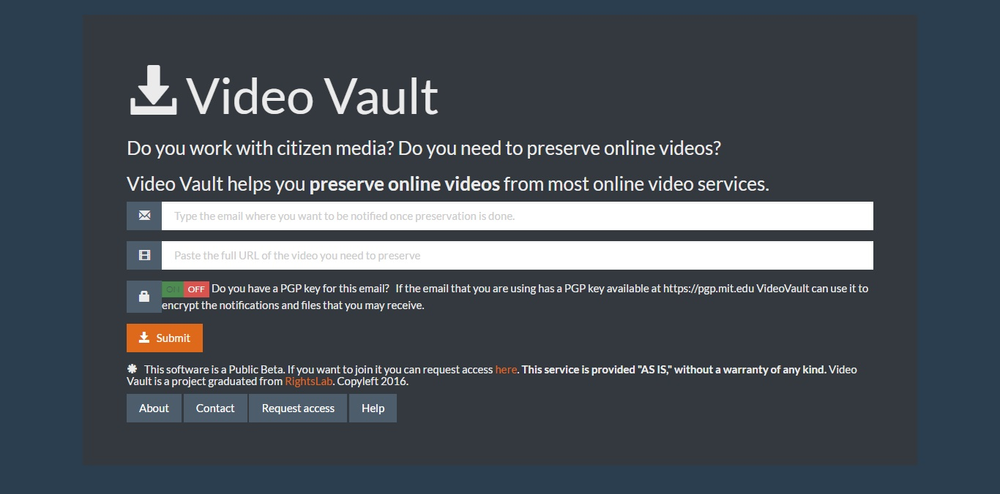 Video Vault
Do you work with citizen media? Do you need to preserve online videos?
Video Vault helps you preserve online videos from most online video services.
Type the email where you want to be notified once preservation is done.
Paste the full URL of the video you need to preserve
ON OFF Do you have a PGP key for this email? If the email that you are using has a PGP key available at https://pgp.mit.edu VideoVault can use it to
encrypt the notifications and files that you may receive.
Submit
This software is a Public Beta. If you want to join it you can request access here. This service is provided "AS IS," without a warranty of any kind. Video
Vault is a project graduated from RightsLab. Copyleft 2016.
About Contact Request access Help